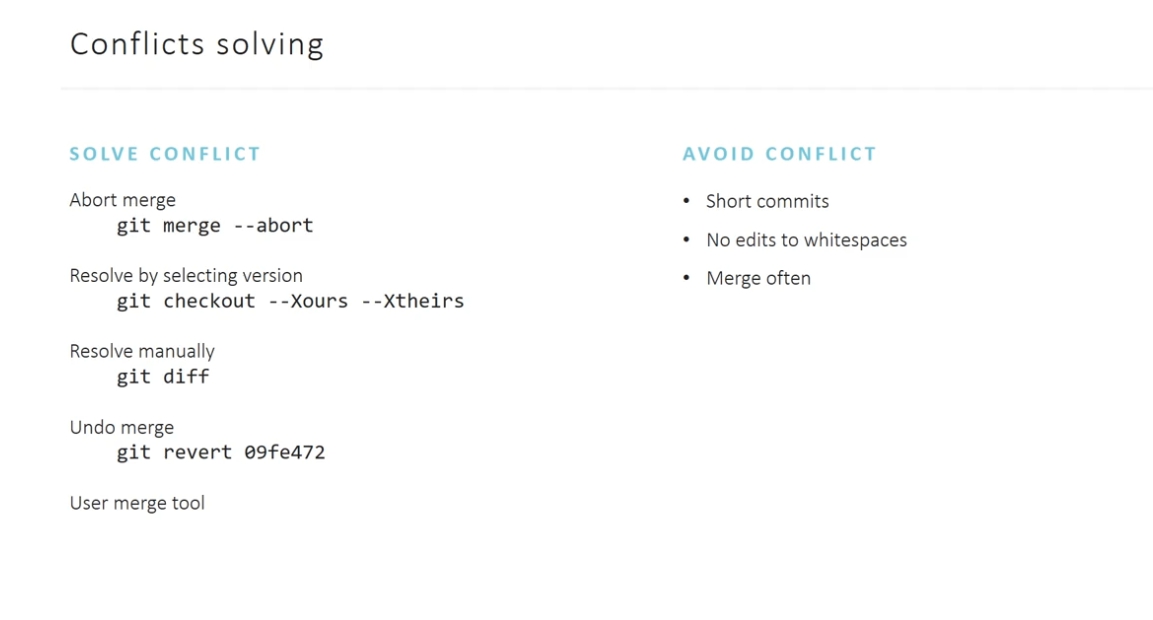 Conflicts solving
SOLVE CONFLICT
Abort merge
git merge --abort
Resolve by selecting version
git checkout --Xours --Xtheirs
Resolve manually
git diff
Undo merge
git revert 09fe472
User merge tool
AVOID CONFLICT
• Short commits
• No edits to whitespaces
• Merge often